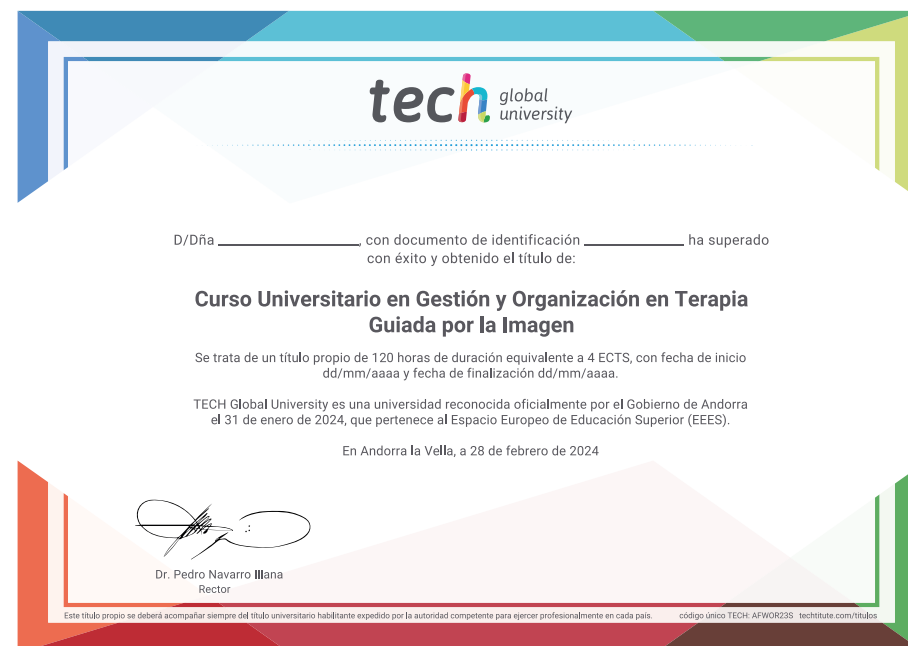 tech global
university
D/Dña ____________________, con documento de identificación ______________ ha superado
con éxito y obtenido el título de:
Curso Universitario en Gestión y Organización en Terapia
Guiada por la Imagen
Se trata de un título propio de 120 horas de duración equivalente a 4 ECTS, con fecha de inicio
dd/mm/aaaa y fecha de finalización dd/mm/aaaa.
TECH Global University es una universidad reconocida oficialmente por el Gobierno de Andorra
el 31 de enero de 2024, que pertenece al Espacio Europeo de Educación Superior (EEES).
En Andorra la Vella, a 28 de febrero de 2024
Dr. Pedro Navarro Illana
Rector
Este título propio se deberá acompañar siempre del título universitario habilitante expedido por la autoridad competente para ejercer profesionalmente en cada país. código único TECH: AFWOR23S techtitute.com/titulos